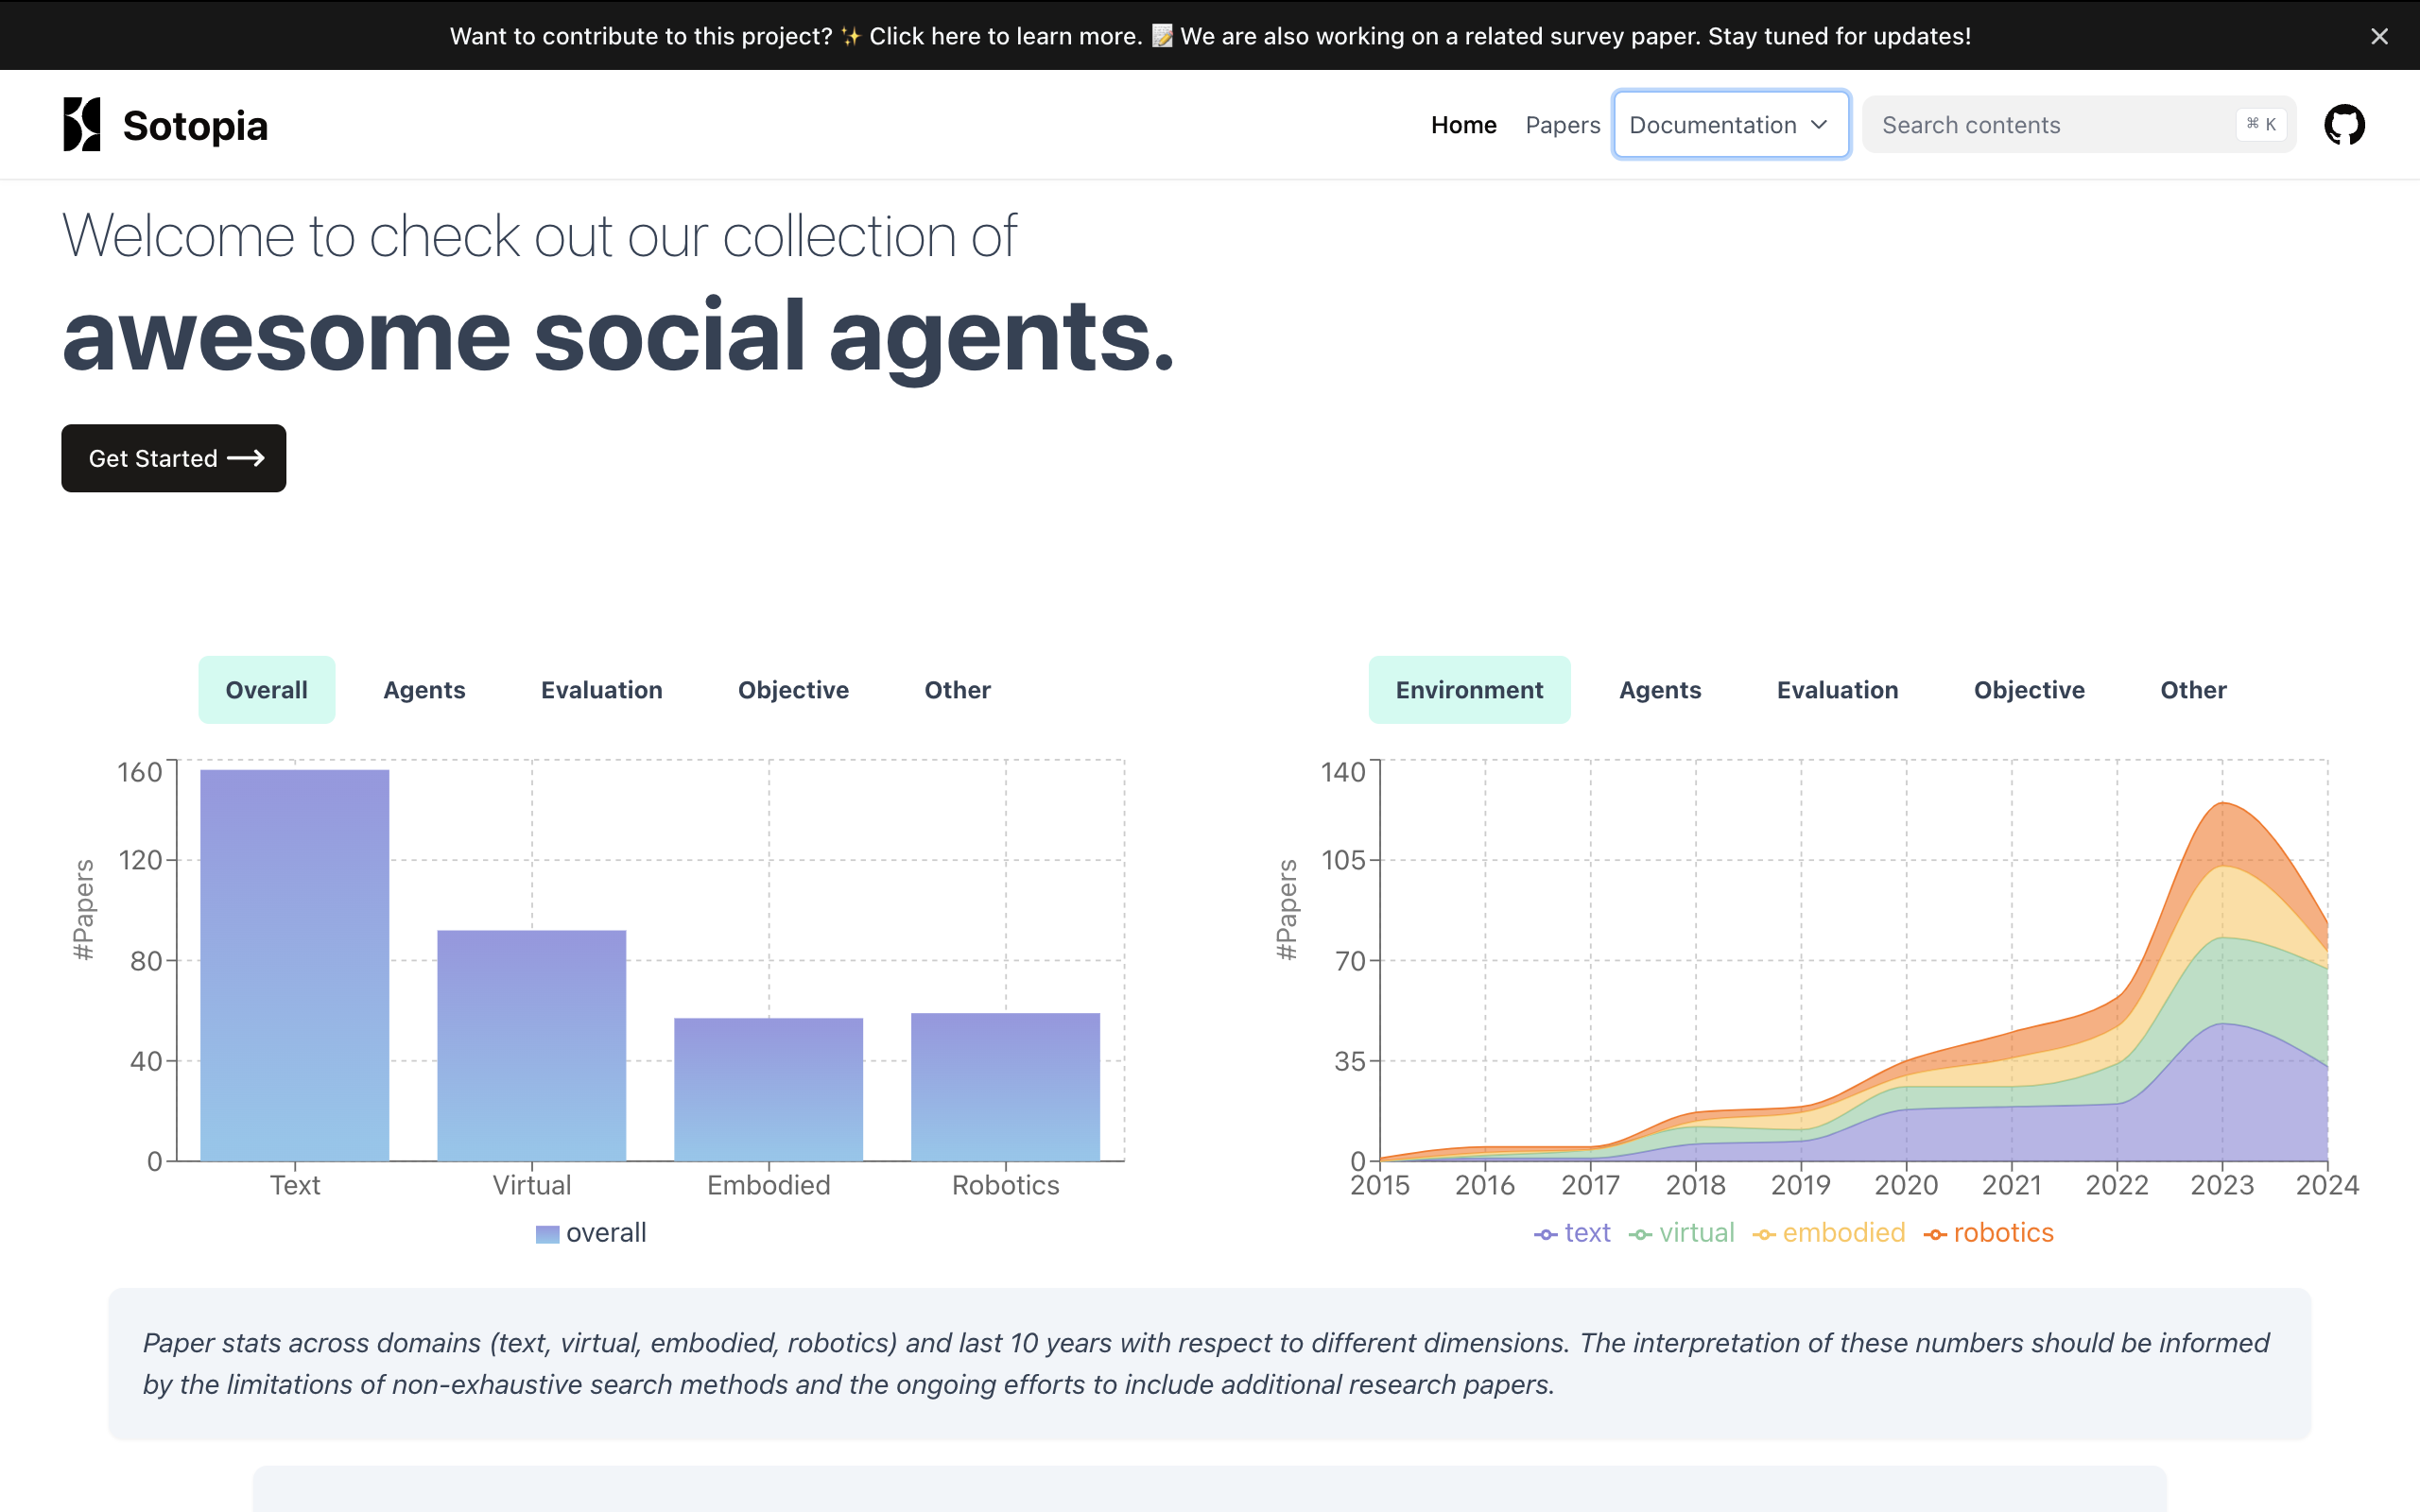 Want to contribute to this project? ✨ Click here to learn more. 📝 We are also working on a related survey paper. Stay tuned for updates!
Sotopia
Home Papers Documentation Search contents ⌘ K
Welcome to check out our collection of
awesome social agents.
Get Started
Overall Agents Evaluation Objective Other
#Papers
160
120
80
40
0
Text Virtual Embodied Robotics
overall
Environment Agents Evaluation Objective Other
#Papers
140
105
70
35
0
2015 2016 2017 2018 2019 2020 2021 2022 2023 2024
text virtual embodied robotics
Paper stats across domains (text, virtual, embodied, robotics) and last 10 years with respect to different dimensions. The interpretation of these numbers should be informed
by the limitations of non-exhaustive search methods and the ongoing efforts to include additional research papers.